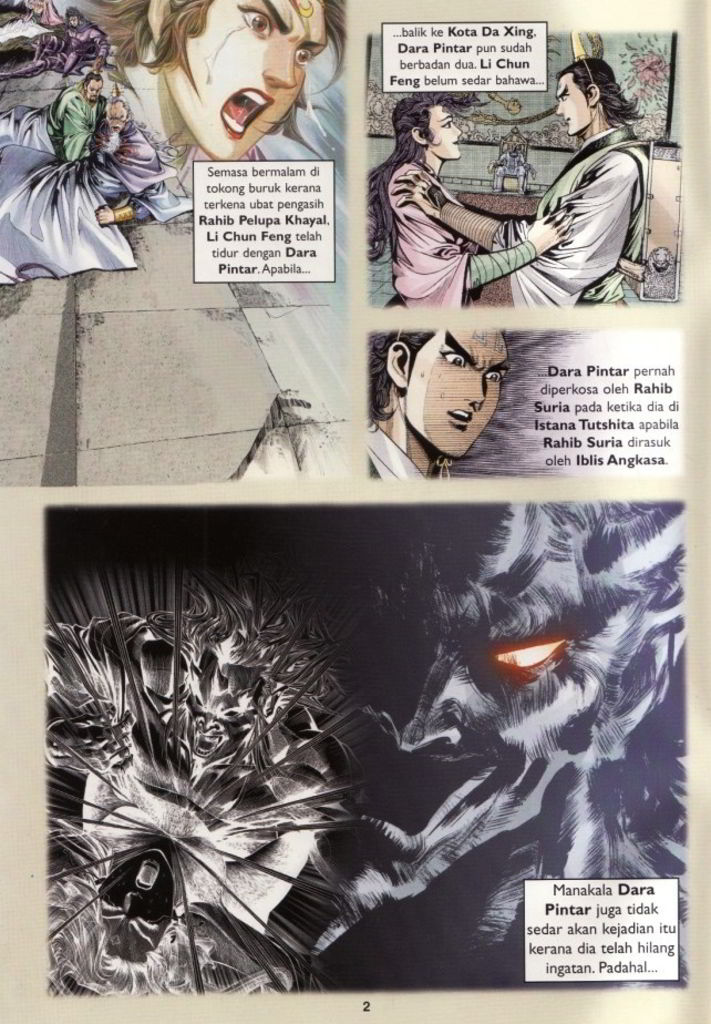 Semasa bermalam di
tokong buruk kerana
terkena ubat pengasih
Rahib Pelupa Khayal,
Li Chun Feng telah
tidur dengan Dara
Pintar. Apabila...
...balik ke Kota Da Xing,
Dara Pintar pun sudah
berbadan dua. Li Chun
Feng belum sedar bahawa...
...Dara Pintar pernah
diperkosa oleh Rahib
Suria pada ketika dia di
Istana Tutshita apabila
Rahib Suria dirasuk
oleh Iblis Angkasa.
Manakala Dara
Pintar juga tidak
sedar akan kejadian itu
kerana dia telah hilang
ingatan. Padahal...
2